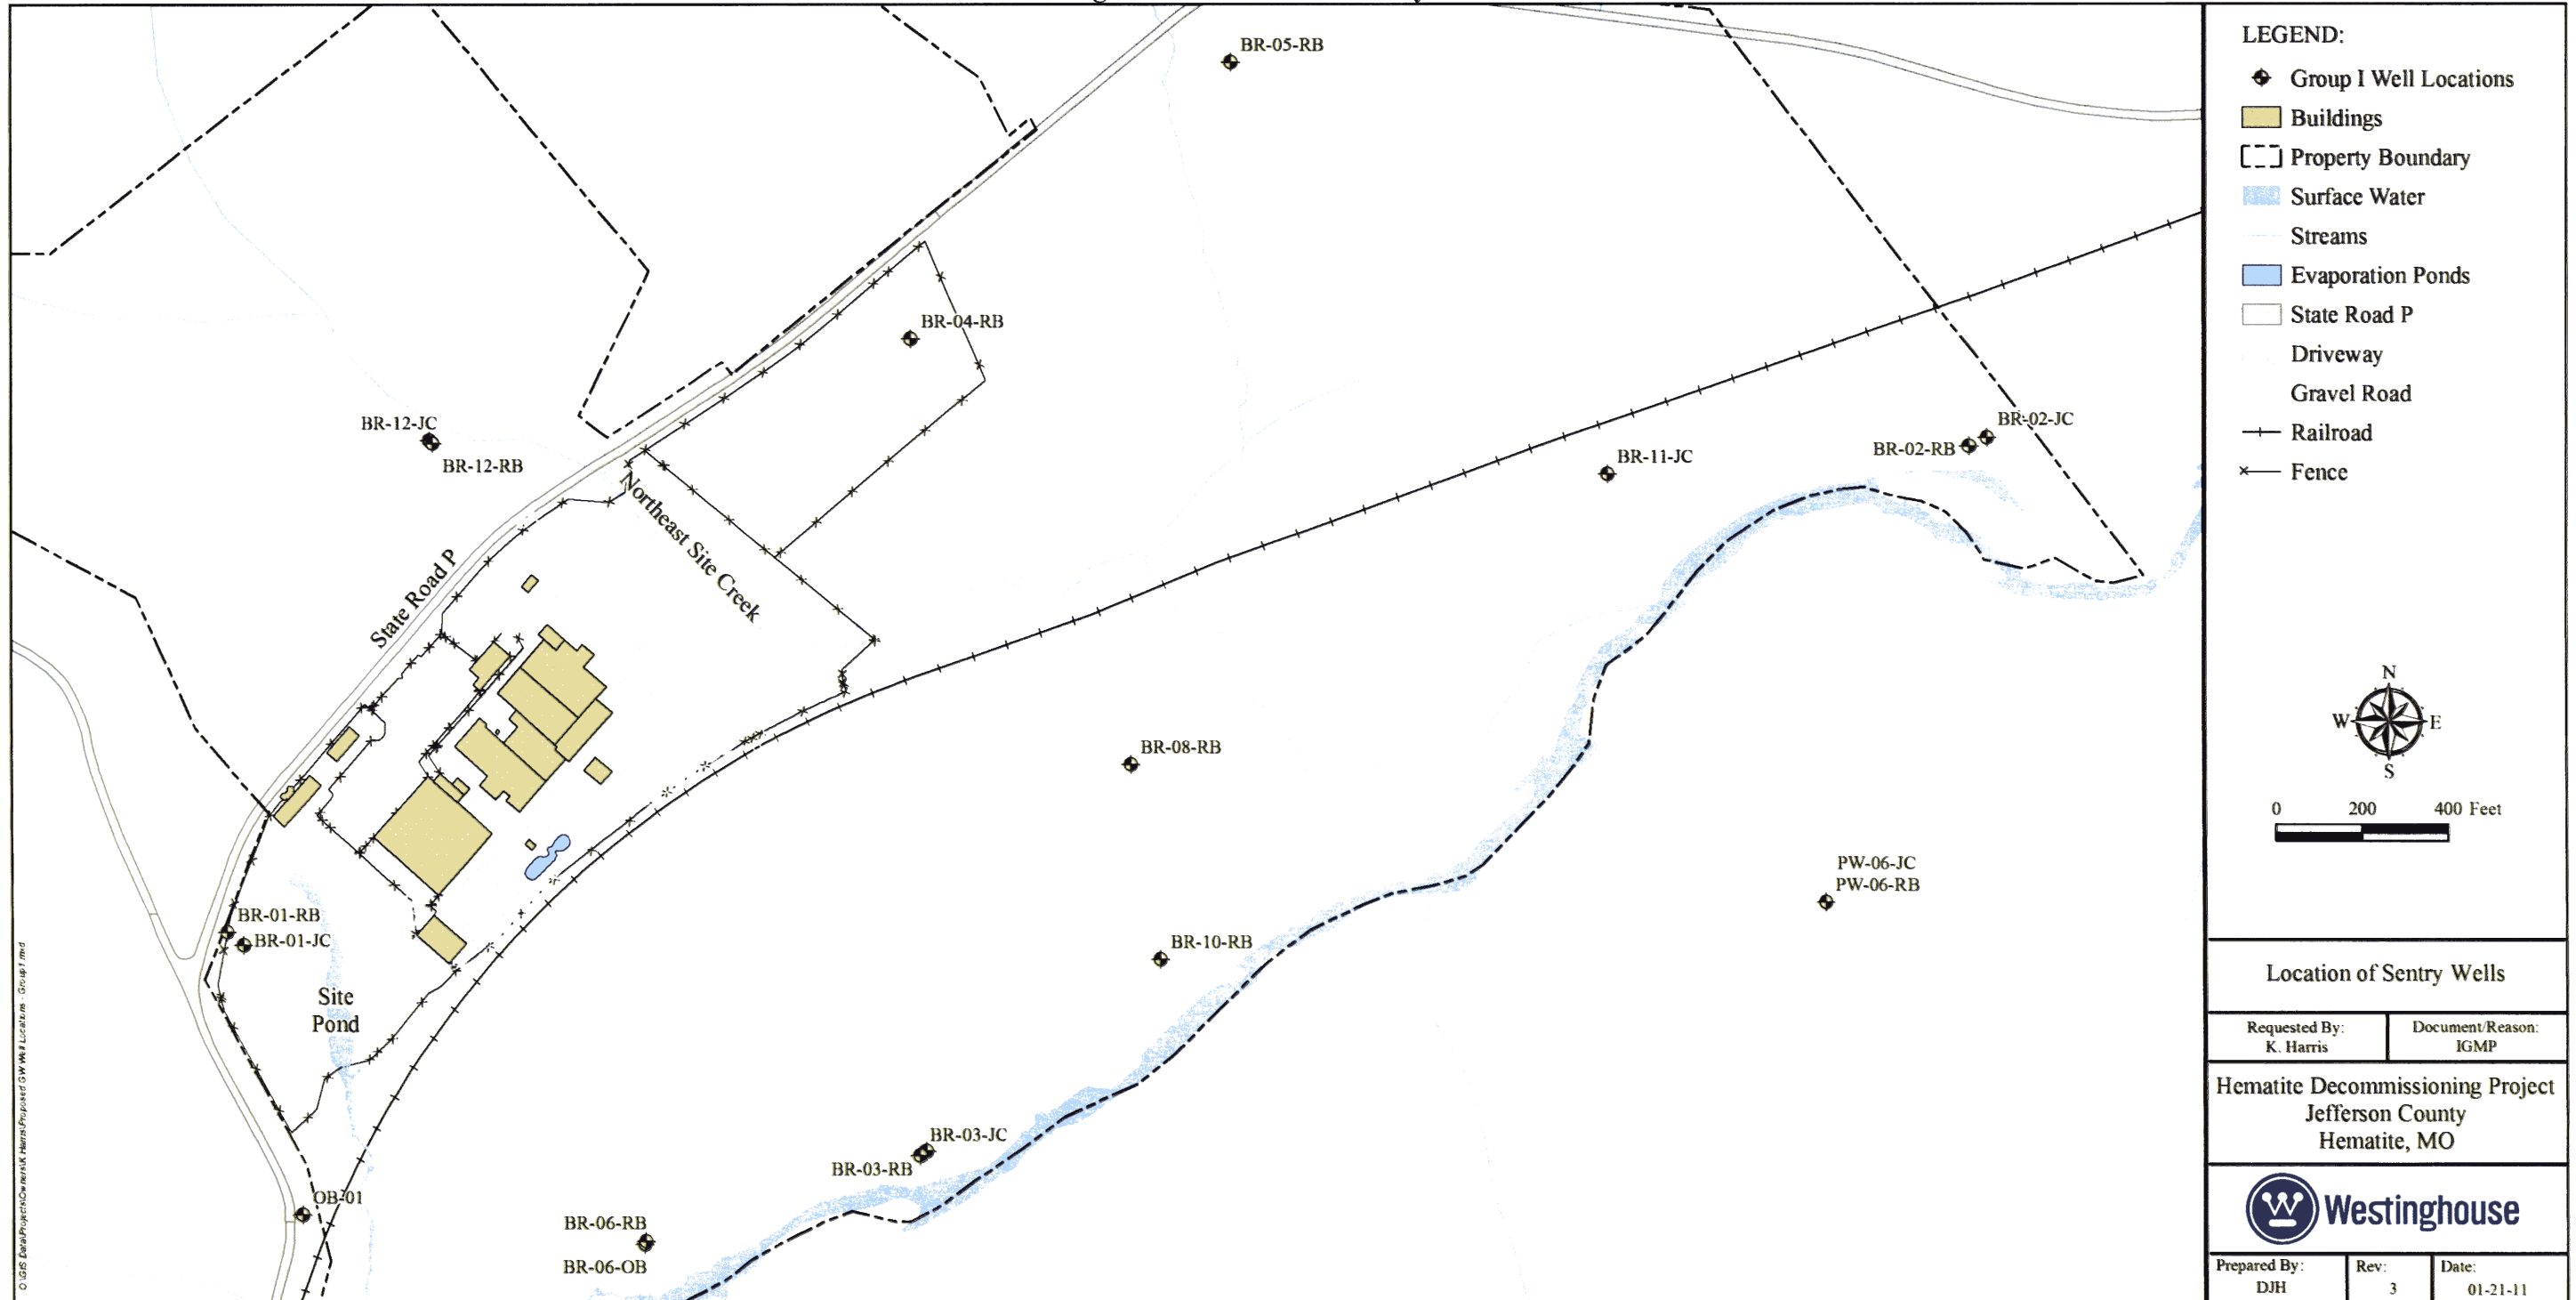 BR-05-RB
BR-04-RB
BR-12-JC
BR-12-RB
BR-02-JC
BR-02-RB
BR-11-JC
Northeast Site Creek
State Road P
BR-08-RB
PW-06-JC
PW-06-RB
BR-01-RB
BR-01-JC
BR-10-RB
Site
Pond
BR-03-JC
BR-03-RB
OB-01
BR-06-RB
BR-06-OB
LEGEND:
Group I Well Locations
Buildings
Property Boundary
Surface Water
Streams
Evaporation Ponds
State Road P
Driveway
Gravel Road
Railroad
Fence
N
W E
S
0 200 400 Feet
Location of Sentry Wells
Requested By:
K. Harris
Document/Reason:
IGMP
Hematite Decommissioning Project
Jefferson County
Hematite, MO
Westinghouse
Prepared By:
DJH
Rev:
3
Date:
01-21-11